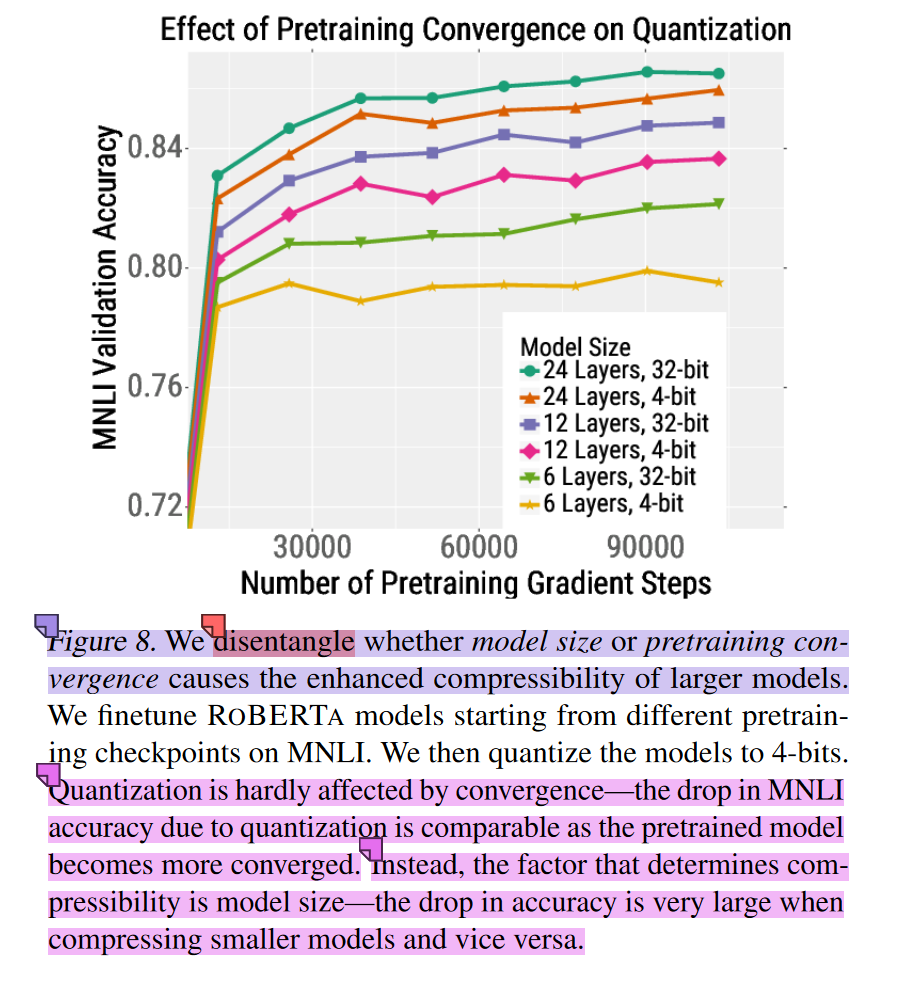 Effect of Pretraining Convergence on Quantization
MNLI Validation Accuracy
0.84
0.80
0.76
0.72
Model Size
24 Layers, 32-bit
24 Layers, 4-bit
12 Layers, 32-bit
12 Layers, 4-bit
6 Layers, 32-bit
6 Layers, 4-bit
30000 60000 90000
Number of Pretraining Gradient Steps
Figure 8. We disentangle whether model size or pretraining con-
vergence causes the enhanced compressibility of larger models.
We finetune ROBERTA models starting from different pretrain-
ing checkpoints on MNLI. We then quantize the models to 4-bits.
Quantization is hardly affected by convergence—the drop in MNLI
accuracy due to quantization is comparable as the pretrained model
becomes more converged. Instead, the factor that determines com-
pressibility is model size—the drop in accuracy is very large when
compressing smaller models and vice versa.